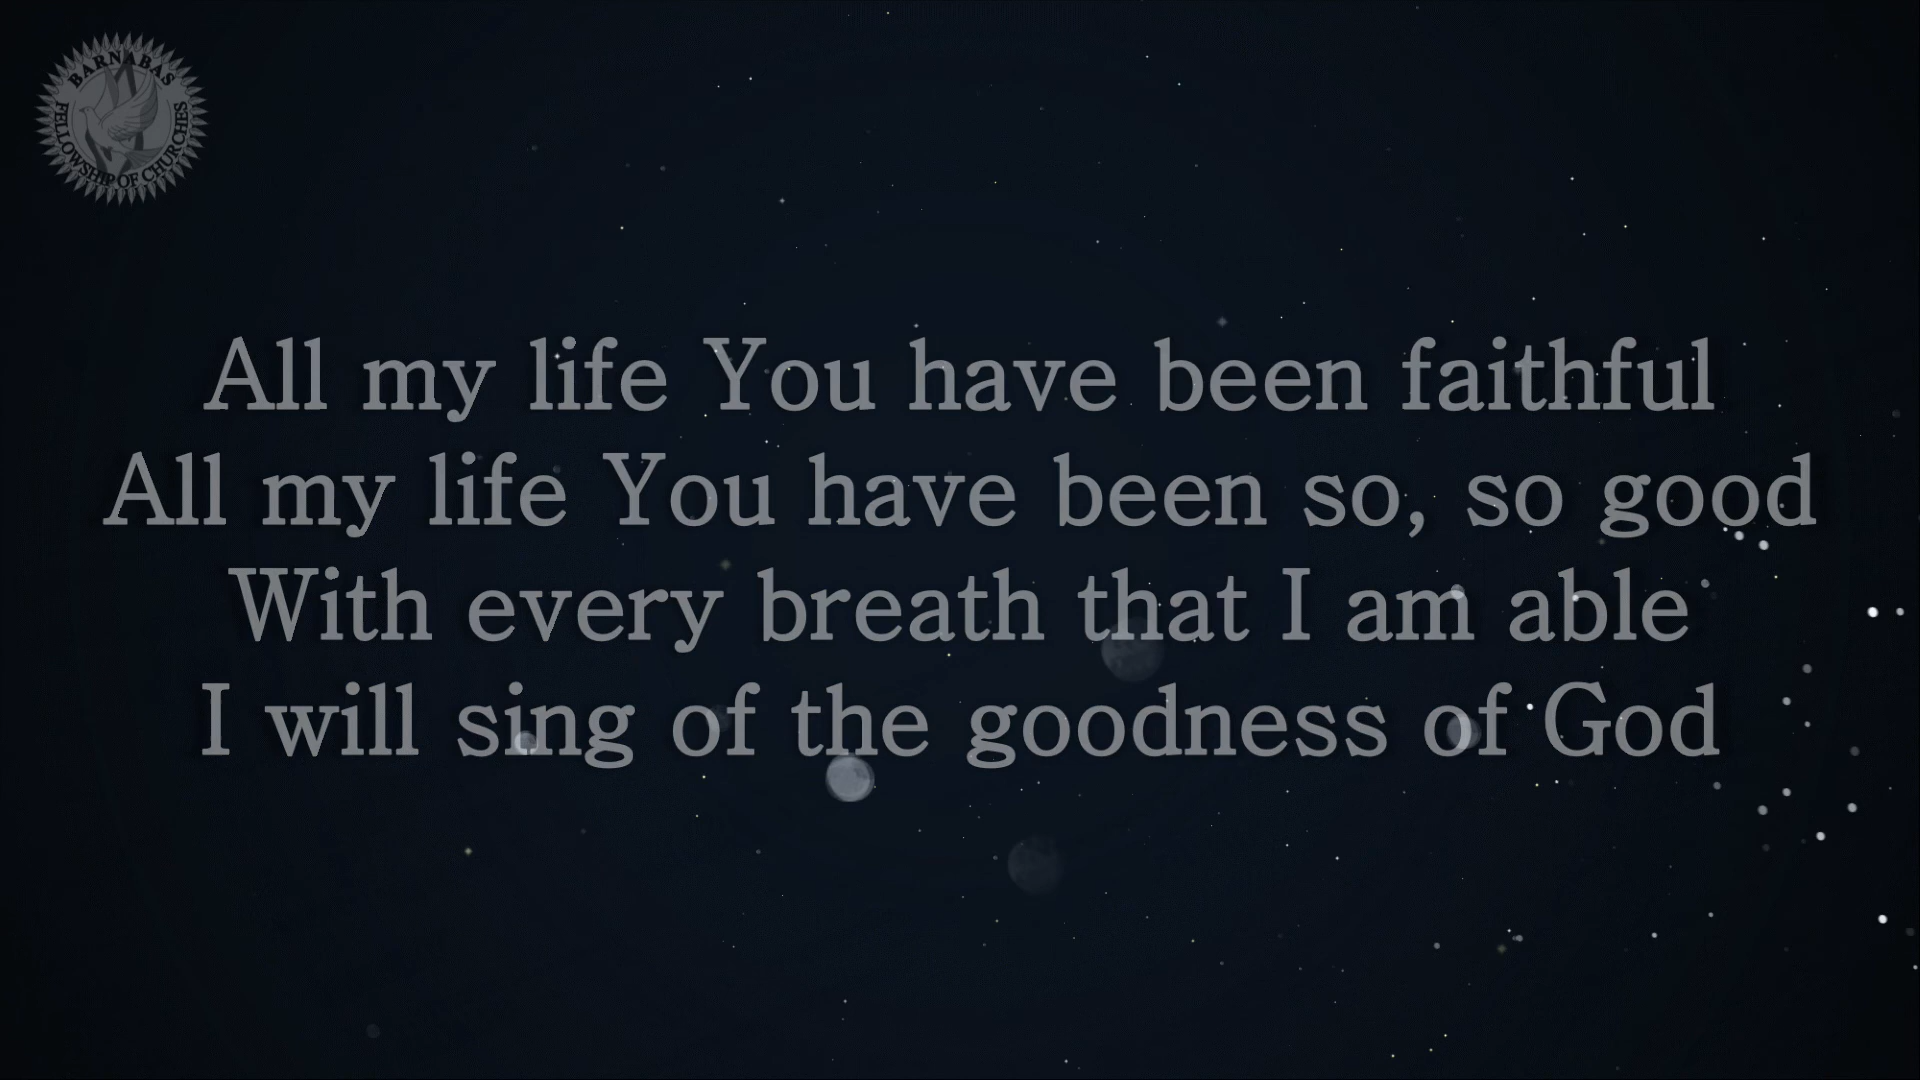 BARNABAS
FELLOWSHIP OF CHURCHES
All my life You have been faithful
All my life You have been so, so good
With every breath that I am able
I will sing of the goodness of God